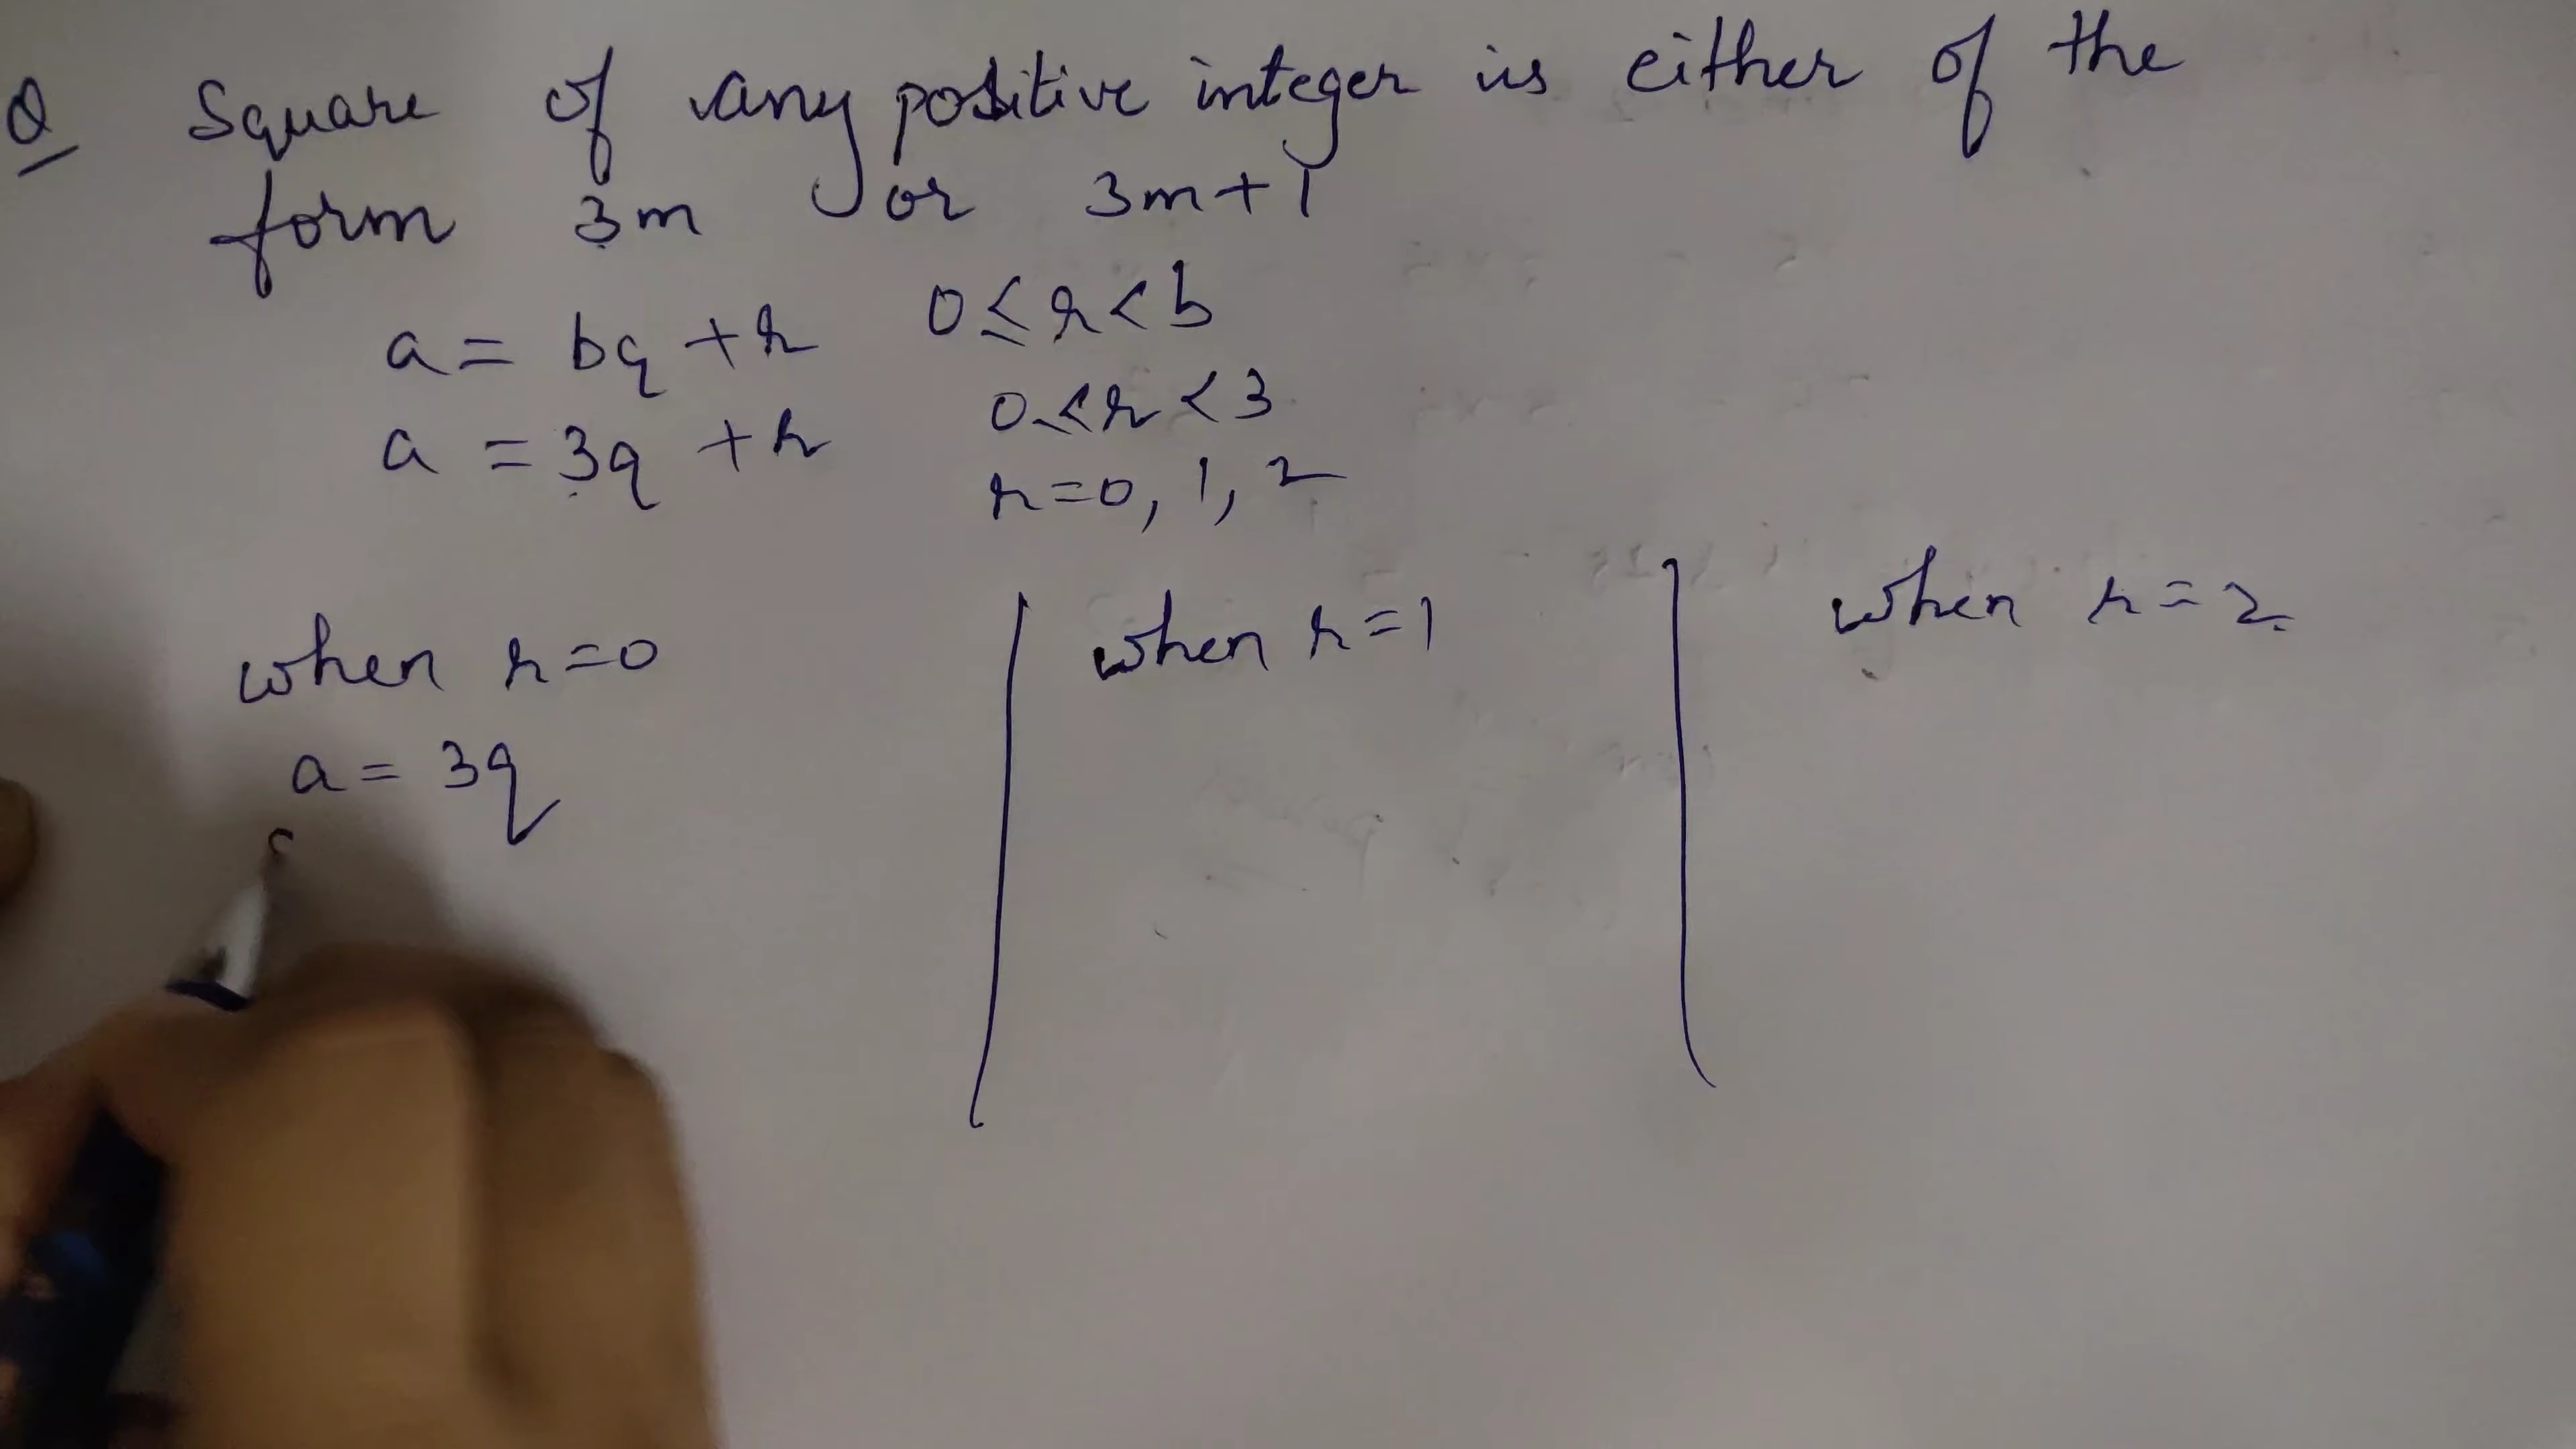 Q Square of any positive integer is either of the
form 3m or 3m+1
a = bq + r 0 ≤ r < b
a = 3q + r 0 ≤ r < 3
r = 0, 1, 2
when r = 0
a = 3q
when r = 1
when r = 2